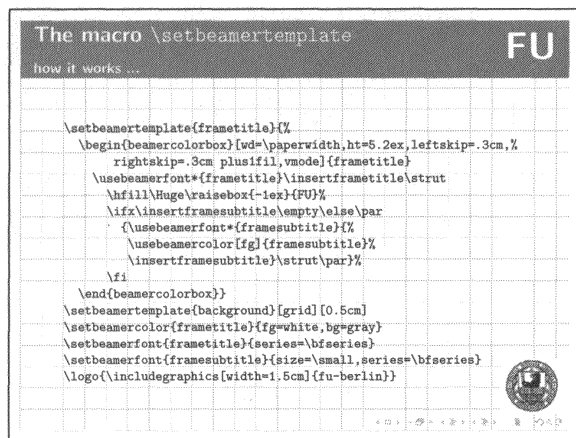 The macro \setbeamertemplate
FU
how it works ...
\setbeamertemplate{frametitle}{%
\begin{beamercolorbox}[wd=\paperwidth,ht=5.2ex,leftskip=.3cm,%
rightskip=.3cm plus1fil,vmode]{frametitle}
\usebeamerfont*{frametitle}\insertframetitle\strut
\hfill\Huge\raisebox{-1ex}{FU}%
\ifx\insertframesubtitle\empty\else\par
{\usebeamerfont*{framesubtitle}{%
\usebeamercolor[fg]{framesubtitle}%
\insertframesubtitle}\strut\par}%
\fi
\end{beamercolorbox}}
\setbeamertemplate{background}[grid][0.5cm]
\setbeamercolor{frametitle}{fg=white,bg=gray}
\setbeamerfont{frametitle}{series=\bfseries}
\setbeamerfont{framesubtitle}{size=\small,series=\bfseries}
\logo{\includegraphics[width=1.5cm]{fu-berlin}}